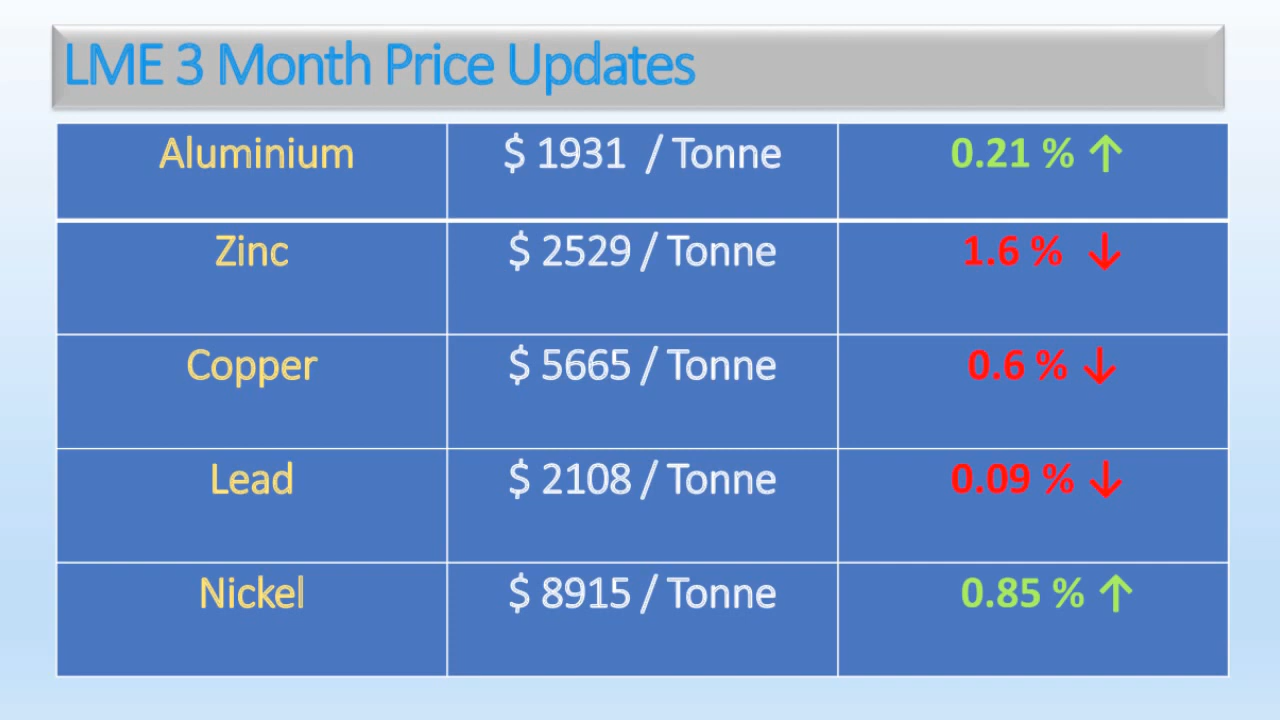 LME 3 Month Price Updates
Aluminium $ 1931 / Tonne 0.21 % ↑
Zinc $ 2529 / Tonne 1.6 % ↓
Copper $ 5665 / Tonne 0.6 % ↓
Lead $ 2108 / Tonne 0.09 % ↓
Nickel $ 8915 / Tonne 0.85 % ↑